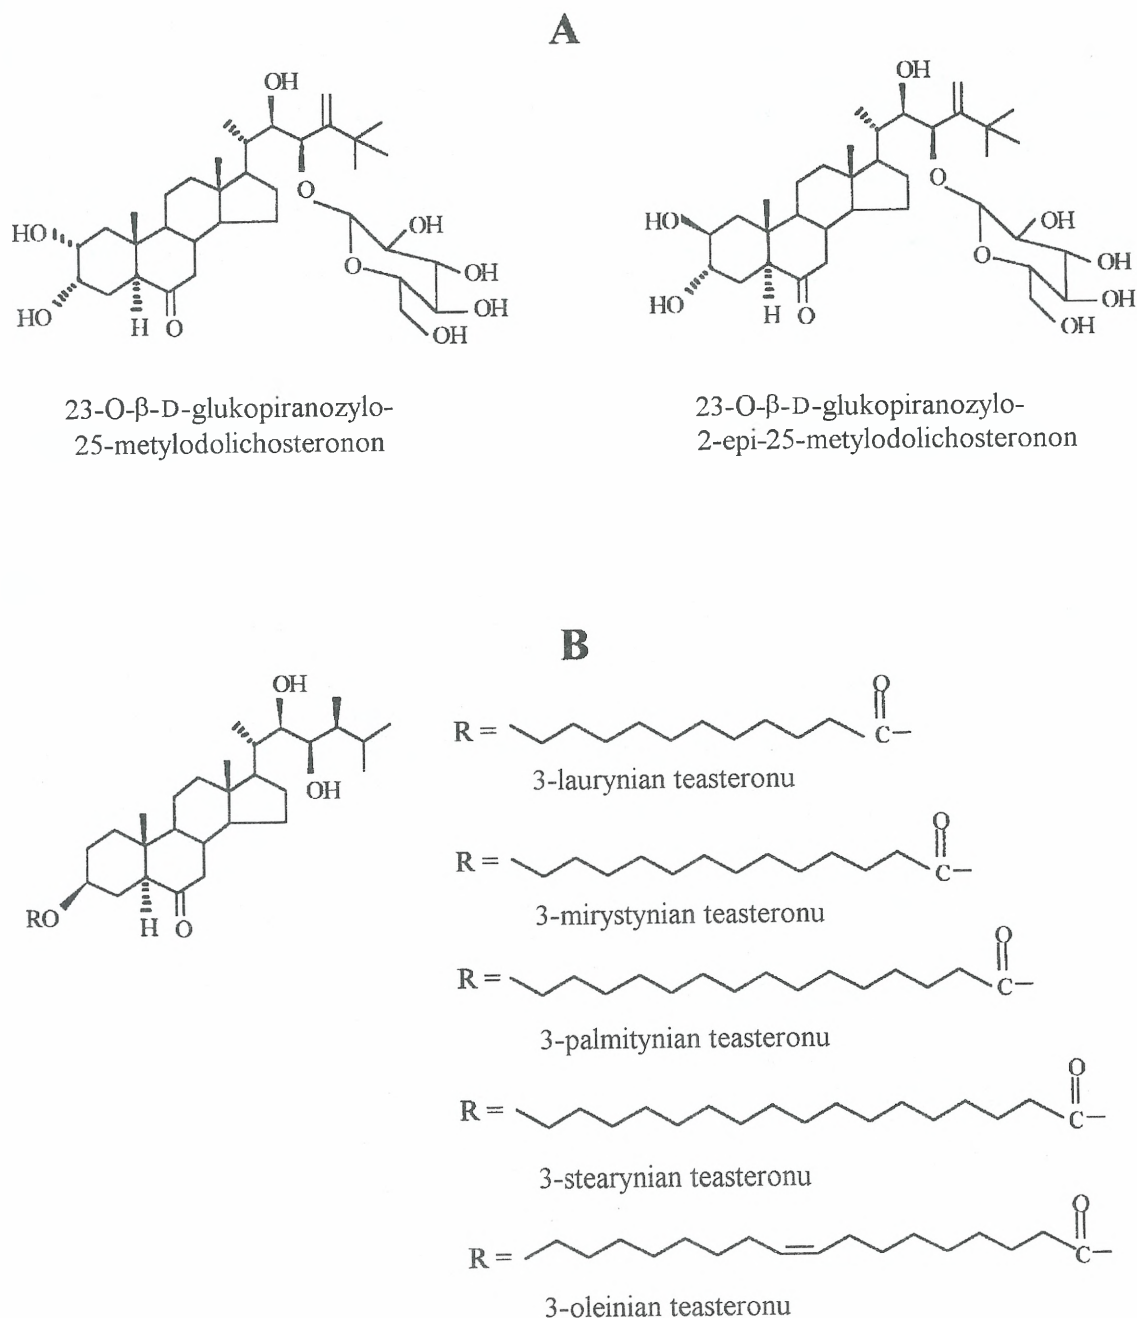 A
OH
OH
O
O
HO
OH
HO
OH
O
O
OH
OH
HO
OH
HO
OH
H O
OH
H O
OH
23-O-β-D-glukopiranozylo-
25-metylodolichosteronon
23-O-β-D-glukopiranozylo-
2-epi-25-metylodolichosteronon
B
OH
OH
RO
H O
R = O
C–
3-laurynian teasteronu
R = O
C–
3-mirystynian teasteronu
R = O
C–
3-palmitynian teasteronu
R = O
C–
3-stearynian teasteronu
R = O
C–
3-oleinian teasteronu